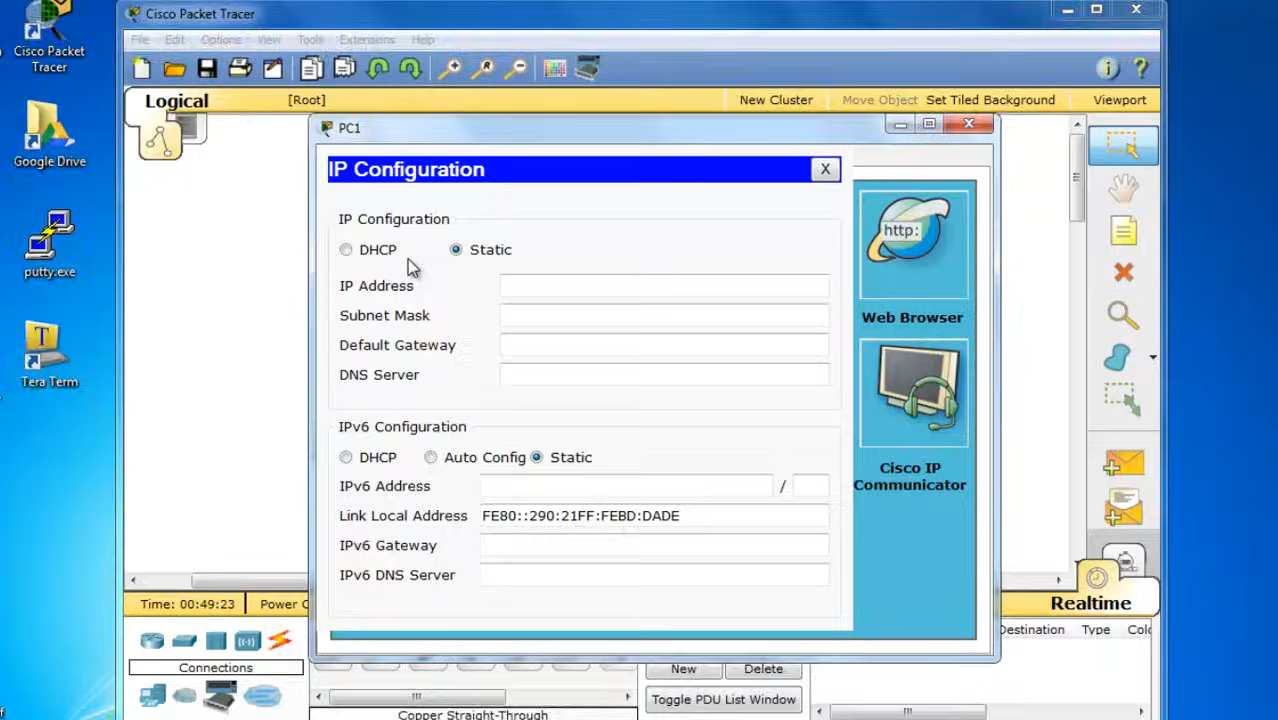 Cisco Packet Tracer
Cisco Packet
Tracer
File Edit Options View Tools Extensions Help
Logical
[Root]
New Cluster
Move Object
Set Tiled Background
Viewport
PC1
IP Configuration
X
IP Configuration
DHCP
Static
IP Address
Subnet Mask
Default Gateway
DNS Server
IPv6 Configuration
DHCP
Auto Config
Static
IPv6 Address
/
Link Local Address
FE80::290:21FF:FEBD:DADE
IPv6 Gateway
IPv6 DNS Server
http:
Web Browser
Cisco IP
Communicator
Google Drive
putty.exe
T
Tera Term
Time: 00:49:23
Power C
Realtime
Connections
New
Delete
Destination
Type
Toggle PDU List Window
Copper Straight-Through